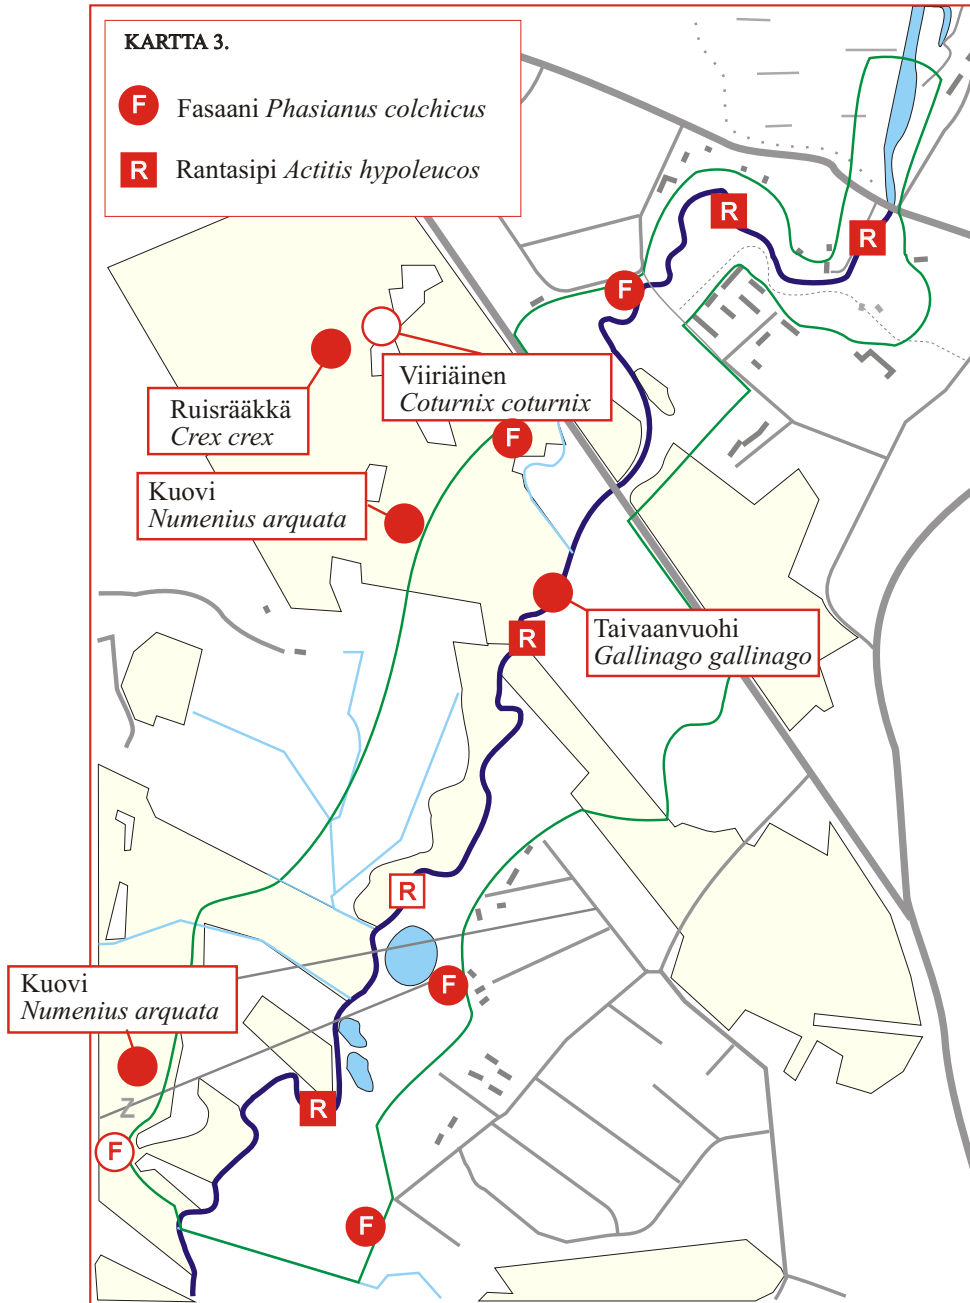 KARTTA 3.
F Fasaani Phasianus colchicus
R Rantasipi Actitis hypoleucos
R
R
F
Viiriäinen
Coturnix coturnix
Ruisrääkkä
Crex crex
F
Kuovi
Numenius arquata
Taivaanvuohi
Gallinago gallinago
R
R
F
Kuovi
Numenius arquata
Z
R
F
F